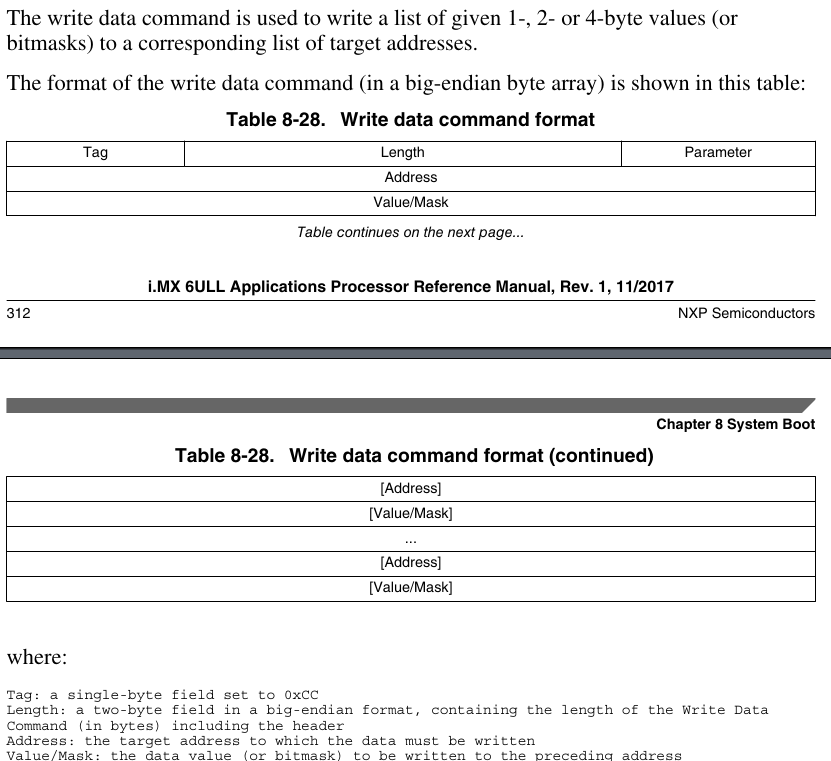 The write data command is used to write a list of given 1-, 2- or 4-byte values (or
bitmasks) to a corresponding list of target addresses.
The format of the write data command (in a big-endian byte array) is shown in this table:
Table 8-28. Write data command format
Tag Length Parameter
Address
Value/Mask
Table continues on the next page...
i.MX 6ULL Applications Processor Reference Manual, Rev. 1, 11/2017
312 NXP Semiconductors
Chapter 8 System Boot
Table 8-28. Write data command format (continued)
[Address]
[Value/Mask]
...
[Address]
[Value/Mask]
where:
Tag: a single-byte field set to 0xCC
Length: a two-byte field in a big-endian format, containing the length of the Write Data
Command (in bytes) including the header
Address: the target address to which the data must be written
Value/Mask: the data value (or bitmask) to be written to the preceding address